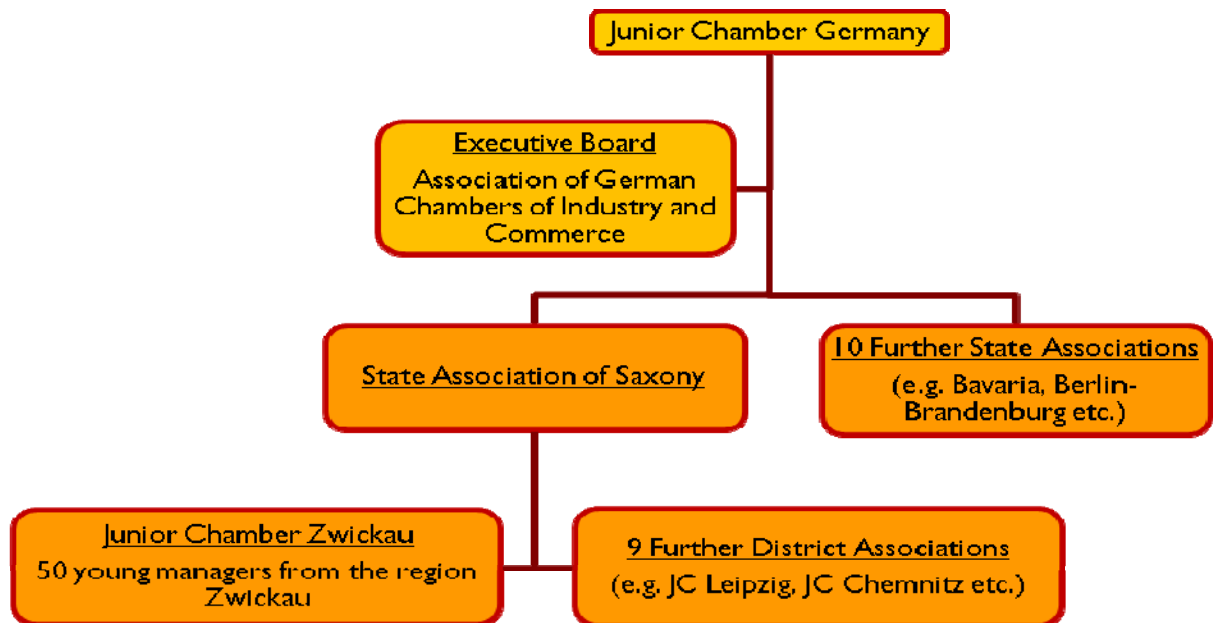 Junior Chamber Germany
Executive Board
Association of German
Chambers of Industry and
Commerce
State Association of Saxony
10 Further State Associations
(e.g. Bavaria, Berlin-
Brandenburg etc.)
Junior Chamber Zwickau
50 young managers from the region
Zwickau
9 Further District Associations
(e.g. JC Leipzig, JC Chemnitz etc.)